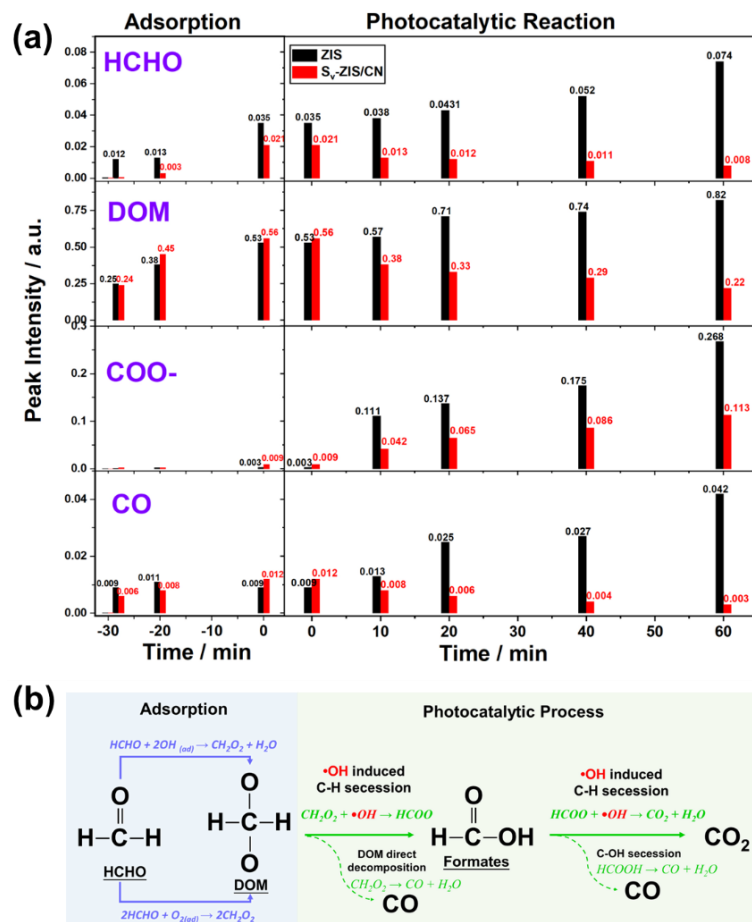 (a)
Adsorption Photocatalytic Reaction
HCHO
ZIS
Sv-ZIS/CN
0.08
0.06
0.04
0.02
0.00
0.012 0.013 0.003 0.035 0.021
0.035 0.021 0.038 0.013 0.0431 0.012 0.052 0.011 0.074 0.008
DOM
0.75
0.50
0.25
0.00
0.25 0.24 0.38 0.45 0.53 0.56
0.53 0.56 0.57 0.38 0.71 0.33 0.74 0.29 0.82 0.22
COO-
0.3
0.2
0.1
0.0
0.003 0.009
0.003 0.009 0.111 0.042 0.137 0.065 0.175 0.086 0.268 0.113
CO
0.04
0.02
0.00
0.009 0.006 0.011 0.008 0.009 0.012
0.009 0.012 0.013 0.008 0.025 0.006 0.027 0.004 0.042 0.003
Peak Intensity / a.u.
-30 -20 -10 0 0 10 20 30 40 50 60
Time / min Time / min
(b)
Adsorption Photocatalytic Process
HCHO + 2OH (ad) → CH2O2 + H2O
O
H–C–H
HCHO
O
H–C–H
O
DOM
2HCHO + O2(ad) → 2CH2O2
•OH induced
C-H secession
CH2O2 + •OH → HCOO
DOM direct
decomposition
CH2O2 → CO + H2O
CO
O
H–C–OH
Formates
•OH induced
C-H secession
HCOO + •OH → CO2 + H2O
C-OH secession
HCOOH → CO + H2O
CO
CO2